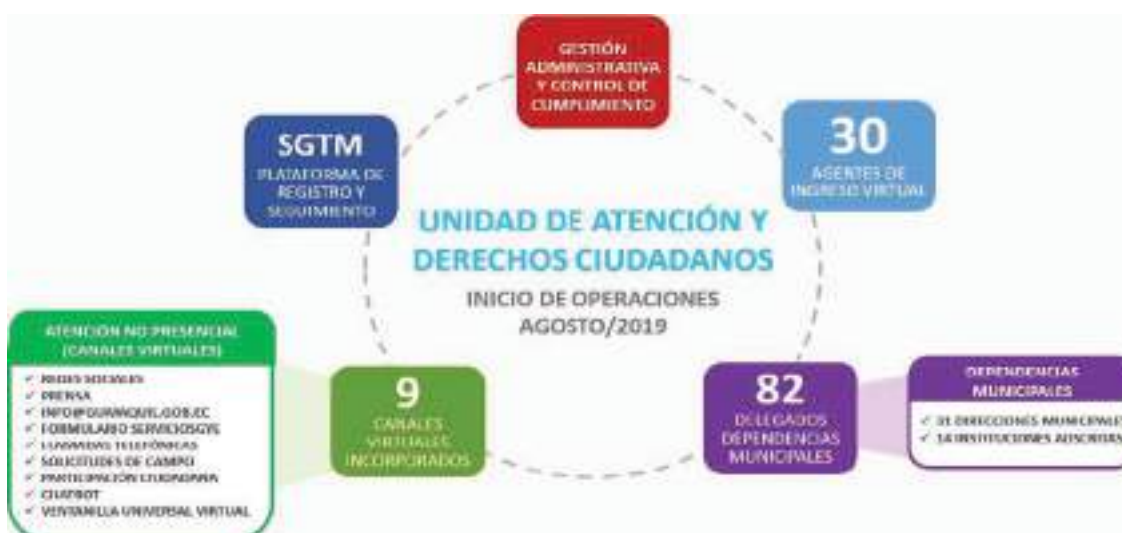 GESTIÓN
ADMINISTRATIVA
Y CONTROL DE
CUMPLIMIENTO
SGTM
PLATAFORMA DE
REGISTRO Y
SEGUIMIENTO
30
AGENTES DE
INGRESO VIRTUAL
UNIDAD DE ATENCIÓN Y
DERECHOS CIUDADANOS
INICIO DE OPERACIONES
AGOSTO/2019
ATENCIÓN NO PRESENCIAL
(CANALES VIRTUALES)
✓ REDES SOCIALES
✓ PRENSA
✓ INFO@GUAYAQUIL.GOB.EC
✓ FORMULARIO SERVICIOSGYE
✓ LLAMADAS TELEFÓNICAS
✓ SOLICITUDES DE CAMPO
✓ PARTICIPACIÓN CIUDADANA
✓ CHATBOT
✓ VENTANILLA UNIVERSAL VIRTUAL
9
CANALES
VIRTUALES
INCORPORADOS
82
DELEGADOS
DEPENDENCIAS
MUNICIPALES
DEPENDENCIAS
MUNICIPALES
✓ 31 DIRECCIONES MUNICIPALES
✓ 14 INSTITUCIONES ADSCRITAS